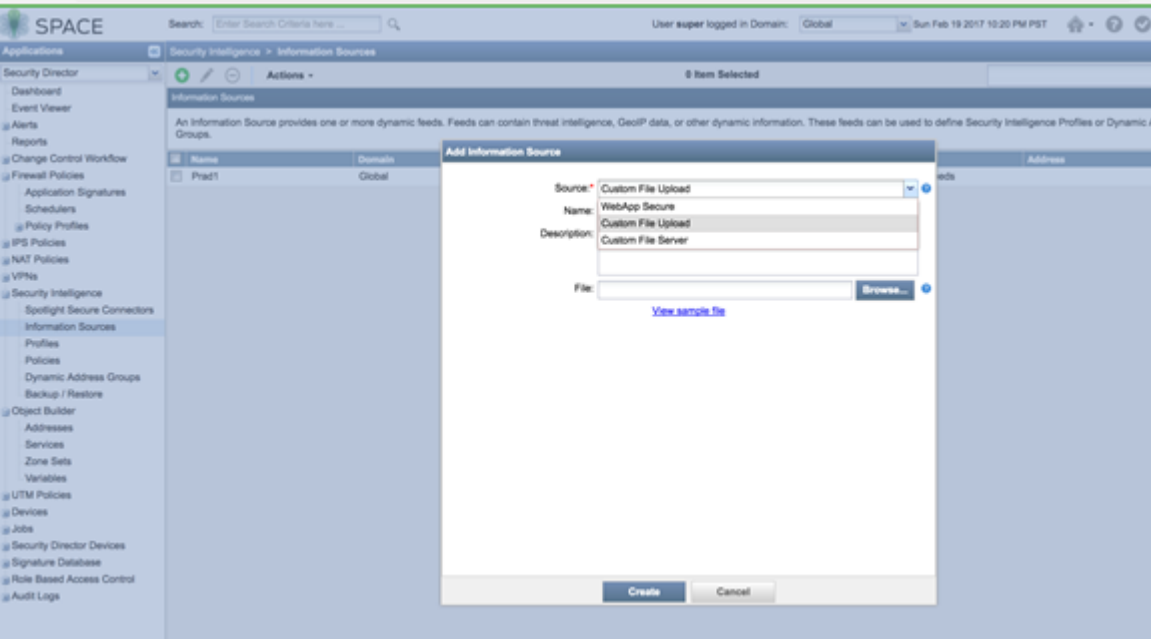 SPACE
Search: Enter Search Criteria here ...
User super logged in Domain: Global
Sun Feb 19 2017 10:20 PM PST
Applications
Security Intelligence > Information Sources
Security Director
Actions
0 Item Selected
Dashboard
Event Viewer
Alerts
Reports
Change Control Workflow
Firewall Policies
Application Signatures
Schedulers
Policy Profiles
IPS Policies
NAT Policies
VPNs
Security Intelligence
Spotlight Secure Connectors
Information Sources
Profiles
Policies
Dynamic Address Groups
Backup / Restore
Object Builder
Addresses
Services
Zone Sets
Variables
UTM Policies
Devices
Jobs
Security Director Devices
Signature Database
Role Based Access Control
Audit Logs
Information Sources
An Information Source provides one or more dynamic feeds. Feeds can contain threat intelligence, GeoIP data, or other dynamic information. These feeds can be used to define Security Intelligence Profiles or Dynamic
Groups.
Name Domain Address
Prad1 Global eds
Add Information Source
Source:* Custom File Upload
Name: WebApp Secure
Custom File Upload
Description:
Custom File Server
File: Browse...
View sample file
Create Cancel